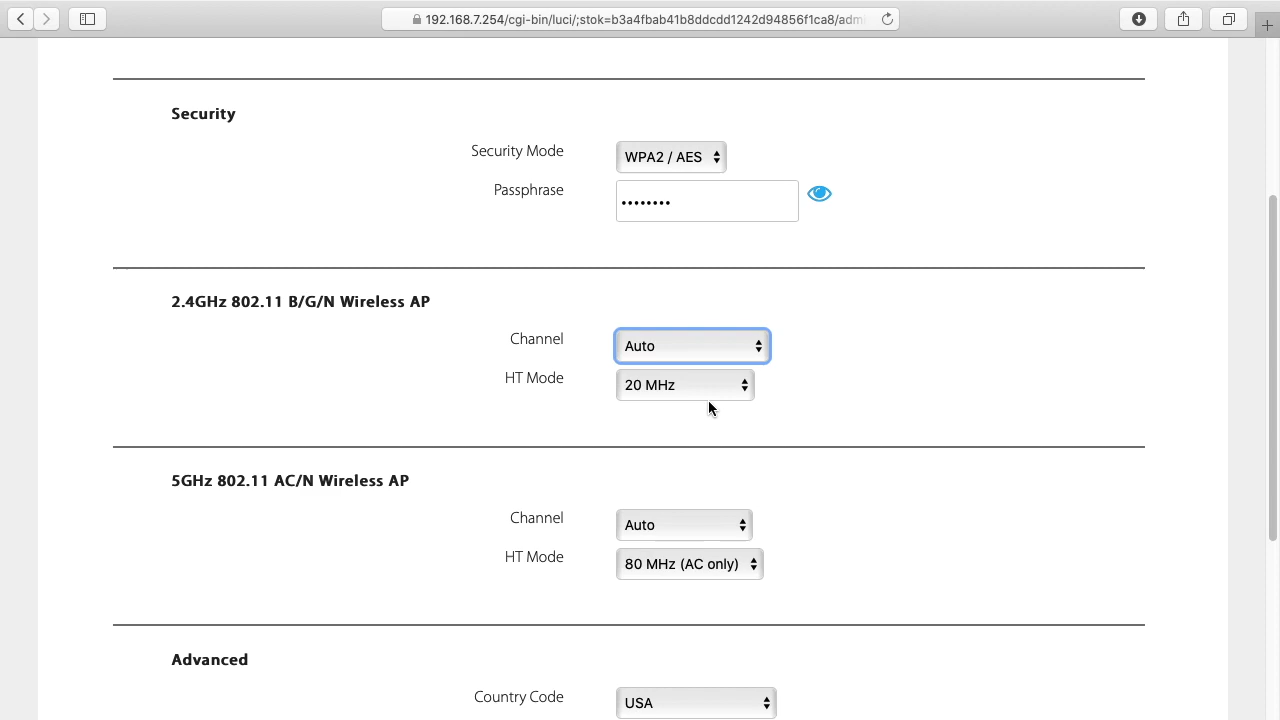 192.168.7.254/cgi-bin/luci/;stok=b3a4fbab41b8ddcdd1242d94856f1ca8/adm
Security
Security Mode WPA2 / AES
Passphrase ••••••••
2.4GHz 802.11 B/G/N Wireless AP
Channel Auto
HT Mode 20 MHz
5GHz 802.11 AC/N Wireless AP
Channel Auto
HT Mode 80 MHz (AC only)
Advanced
Country Code USA